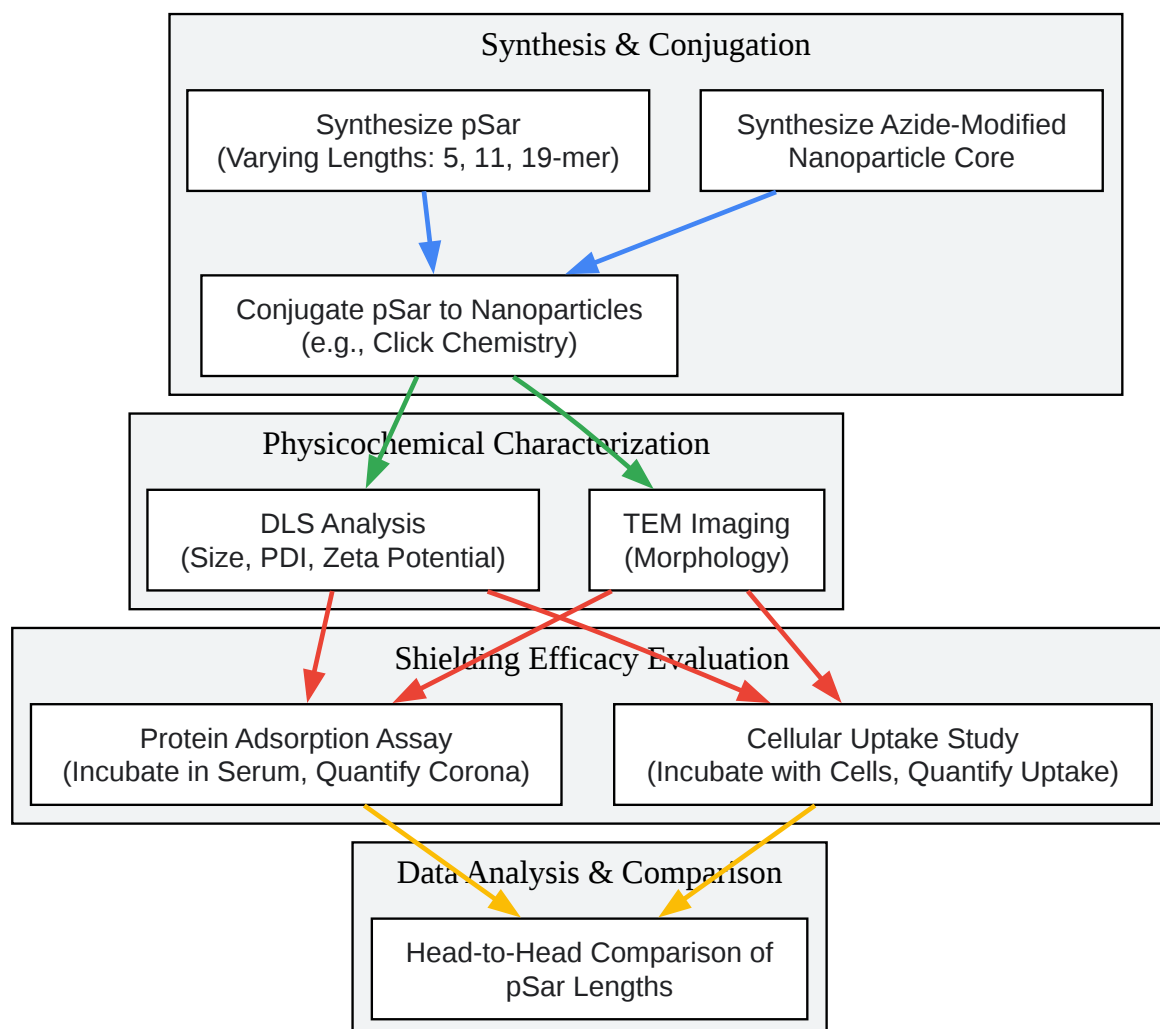 Synthesis & Conjugation
Synthesize pSar
(Varying Lengths: 5, 11, 19-mer)
Synthesize Azide-Modified
Nanoparticle Core
Conjugate pSar to Nanoparticles
(e.g., Click Chemistry)
Physicochemical Characterization
DLS Analysis
(Size, PDI, Zeta Potential)
TEM Imaging
(Morphology)
Shielding Efficacy Evaluation
Protein Adsorption Assay
(Incubate in Serum, Quantify Corona)
Cellular Uptake Study
(Incubate with Cells, Quantify Uptake)
Data Analysis & Comparison
Head-to-Head Comparison of
pSar Lengths